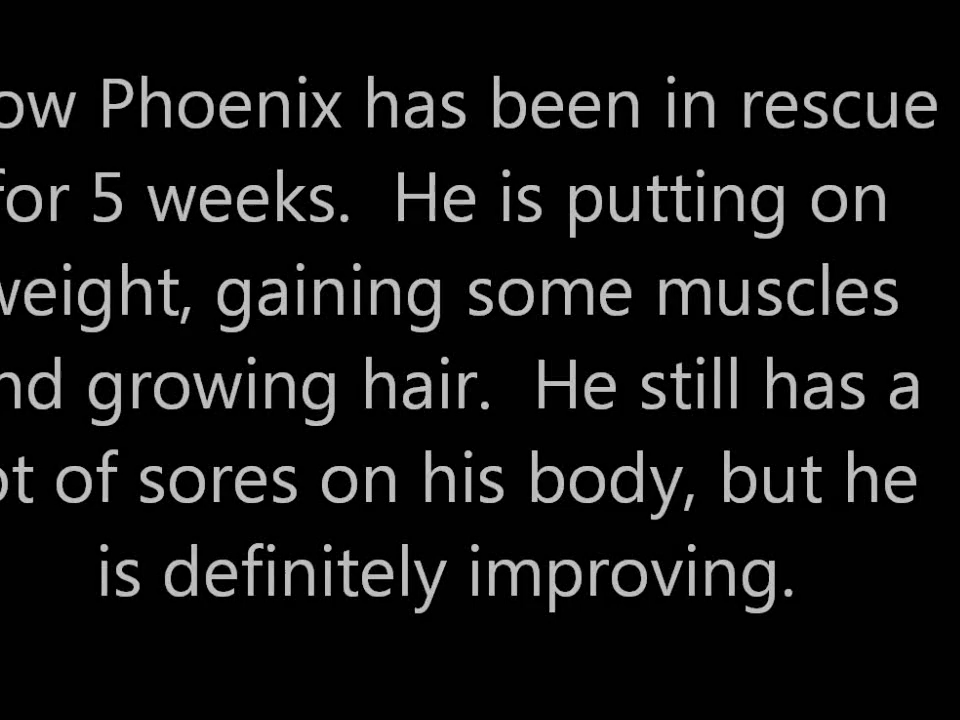 ow Phoenix has been in rescue
for 5 weeks.  He is putting on
weight, gaining some muscles
nd growing hair.  He still has a
ot of sores on his body, but he
is definitely improving.